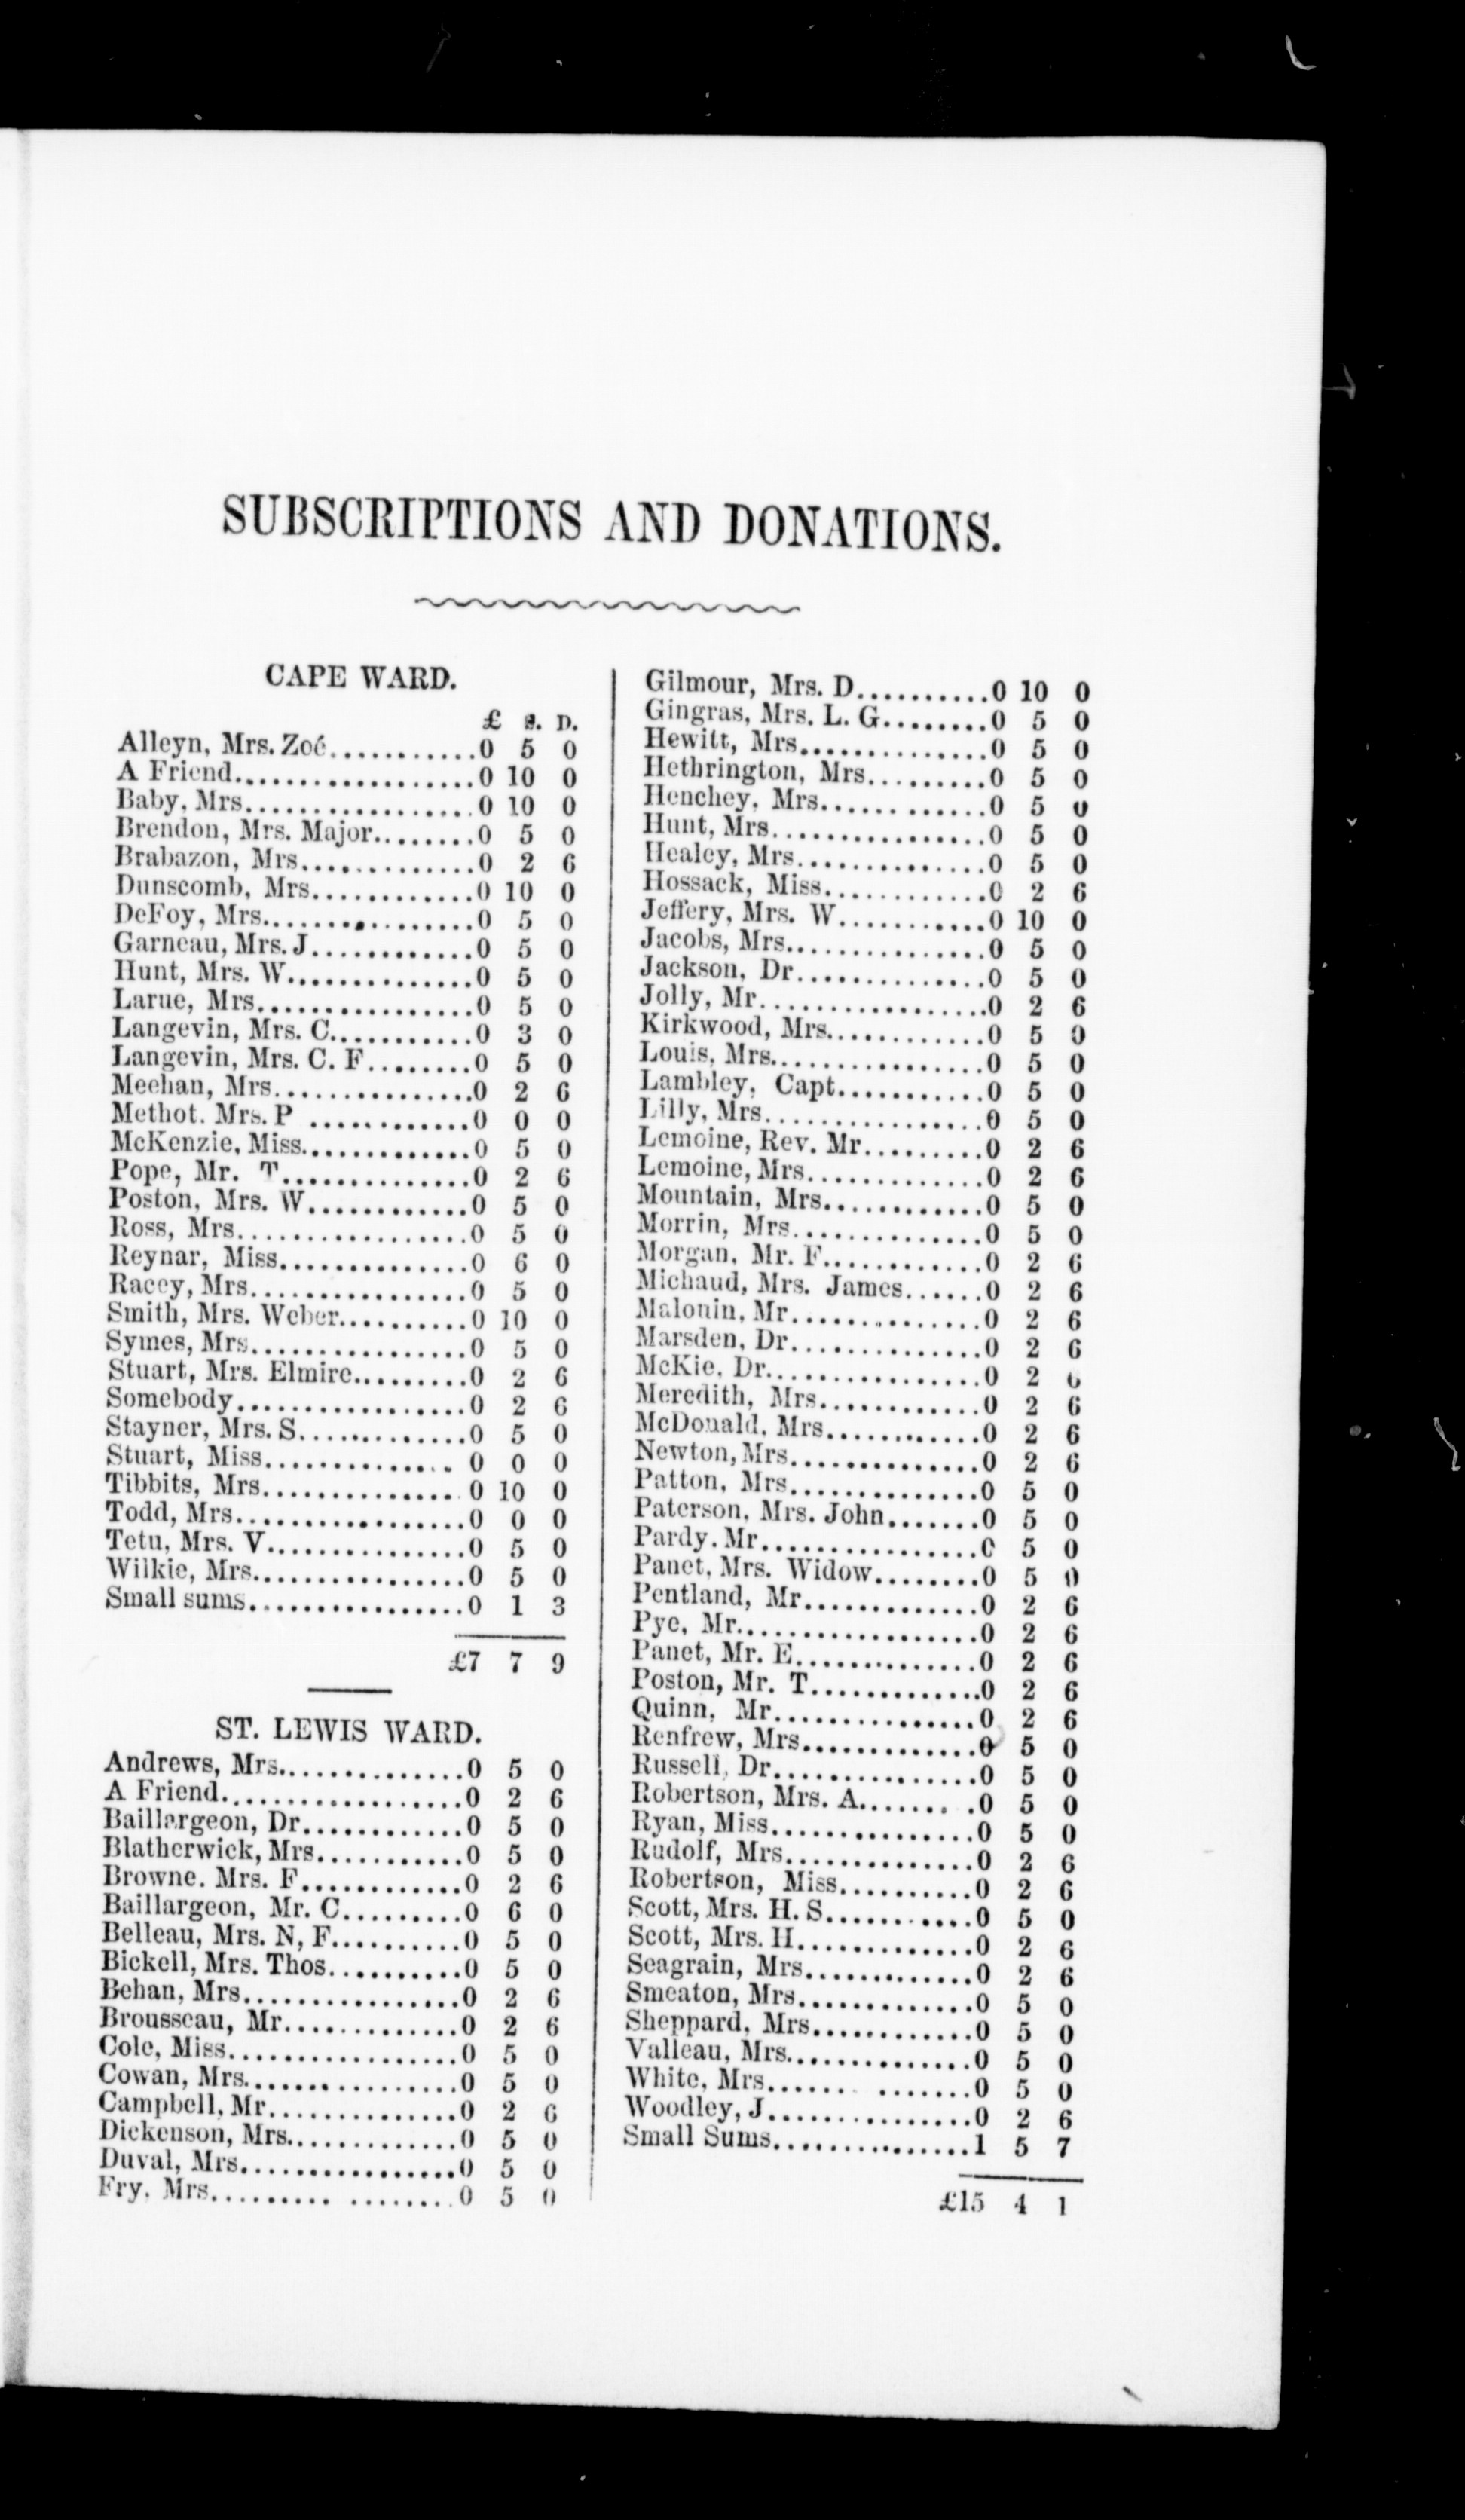 SUBSCRIPTIONS AND DONATIONS.
CAPE WARD.
£ s. D.
Alleyn, Mrs. Zoé...........0 5 0
A Friend..................0 10 0
Baby, Mrs.................0 10 0
Brendon, Mrs. Major........0 5 0
Brabazon, Mrs.............0 2 6
Dunscomb, Mrs............0 10 0
DeFoy, Mrs................0 5 0
Garneau, Mrs. J............0 5 0
Hunt, Mrs. W..............0 5 0
Larue, Mrs................0 5 0
Langevin, Mrs. C...........0 3 0
Langevin, Mrs. C. F........0 5 0
Meehan, Mrs...............0 2 6
Methot. Mrs. P ............0 0 0
McKenzie, Miss.............0 5 0
Pope, Mr. T...............0 2 6
Poston, Mrs. W............0 5 0
Ross, Mrs..................0 5 0
Reynar, Miss..............0 6 0
Racey, Mrs................0 5 0
Smith, Mrs. Weber..........0 10 0
Symes, Mrs................0 5 0
Stuart, Mrs. Elmire.........0 2 6
Somebody.................0 2 6
Stayner, Mrs. S.............0 5 0
Stuart, Miss.............. 0 0 0
Tibbits, Mrs...............0 10 0
Todd, Mrs.................0 0 0
Tetu, Mrs. V...............0 5 0
Wilkie, Mrs................0 5 0
Small sums................0 1 3
£7 7 9
ST. LEWIS WARD.
Andrews, Mrs..............0 5 0
A Friend..................0 2 6
Baillargeon, Dr............0 5 0
Blatherwick, Mrs...........0 5 0
Browne. Mrs. F............0 2 6
Baillargeon, Mr. C.........0 6 0
Belleau, Mrs. N, F..........0 5 0
Bickell, Mrs. Thos..........0 5 0
Behan, Mrs................0 2 6
Brousseau, Mr.............0 2 6
Cole, Miss.................0 5 0
Cowan, Mrs................0 5 0
Campbell, Mr...............0 2 6
Dickenson, Mrs.............0 5 0
Duval, Mrs................0 5 0
Fry. Mrs......... ........0 5 0
Gilmour, Mrs. D..........0 10 0
Gingras, Mrs. L. G........0 5 0
Hewitt, Mrs..............0 5 0
Hethrington, Mrs.........0 5 0
Henchey, Mrs............0 5 0
Hunt, Mrs................0 5 0
Healey, Mrs..............0 5 0
Hossack, Miss............0 2 6
Jeffery, Mrs. W...........0 10 0
Jacobs, Mrs...............0 5 0
Jackson, Dr..............0 5 0
Jolly, Mr.................0 2 6
Kirkwood, Mrs............0 5 0
Louis, Mrs................0 5 0
Lambley, Capt...........0 5 0
Lilly, Mrs................0 5 0
Lemoine, Rev. Mr.........0 2 6
Lemoine, Mrs.............0 2 6
Mountain, Mrs............0 5 0
Morrin, Mrs..............0 5 0
Morgan, Mr. F............0 2 6
Michaud, Mrs. James......0 2 6
Malouin, Mr..............0 2 6
Marsden, Dr..............0 2 6
McKie, Dr................0 2 6
Meredith, Mrs............0 2 6
McDonald, Mrs...........0 2 6
Newton, Mrs..............0 2 6
Patton, Mrs..............0 5 0
Paterson, Mrs. John.......0 5 0
Pardy. Mr................0 5 0
Panet, Mrs. Widow........0 5 0
Pentland, Mr.............0 2 6
Pye, Mr..................0 2 6
Panet, Mr. E.............0 2 6
Poston, Mr. T.............0 2 6
Quinn, Mr...............0 2 6
Renfrew, Mrs.............0 5 0
Russell, Dr...............0 5 0
Robertson, Mrs. A....... .0 5 0
Ryan, Miss...............0 5 0
Rudolf, Mrs..............0 2 6
Robertson, Miss..........0 2 6
Scott, Mrs. H. S...........0 5 0
Scott, Mrs. H.............0 2 6
Seagrain, Mrs............0 2 6
Smeaton, Mrs.............0 5 0
Sheppard, Mrs............0 5 0
Valleau, Mrs..............0 5 0
White, Mrs...... .......0 5 0
Woodley, J...............0 2 6
Small Sums...............1 5 7
£15 4 1